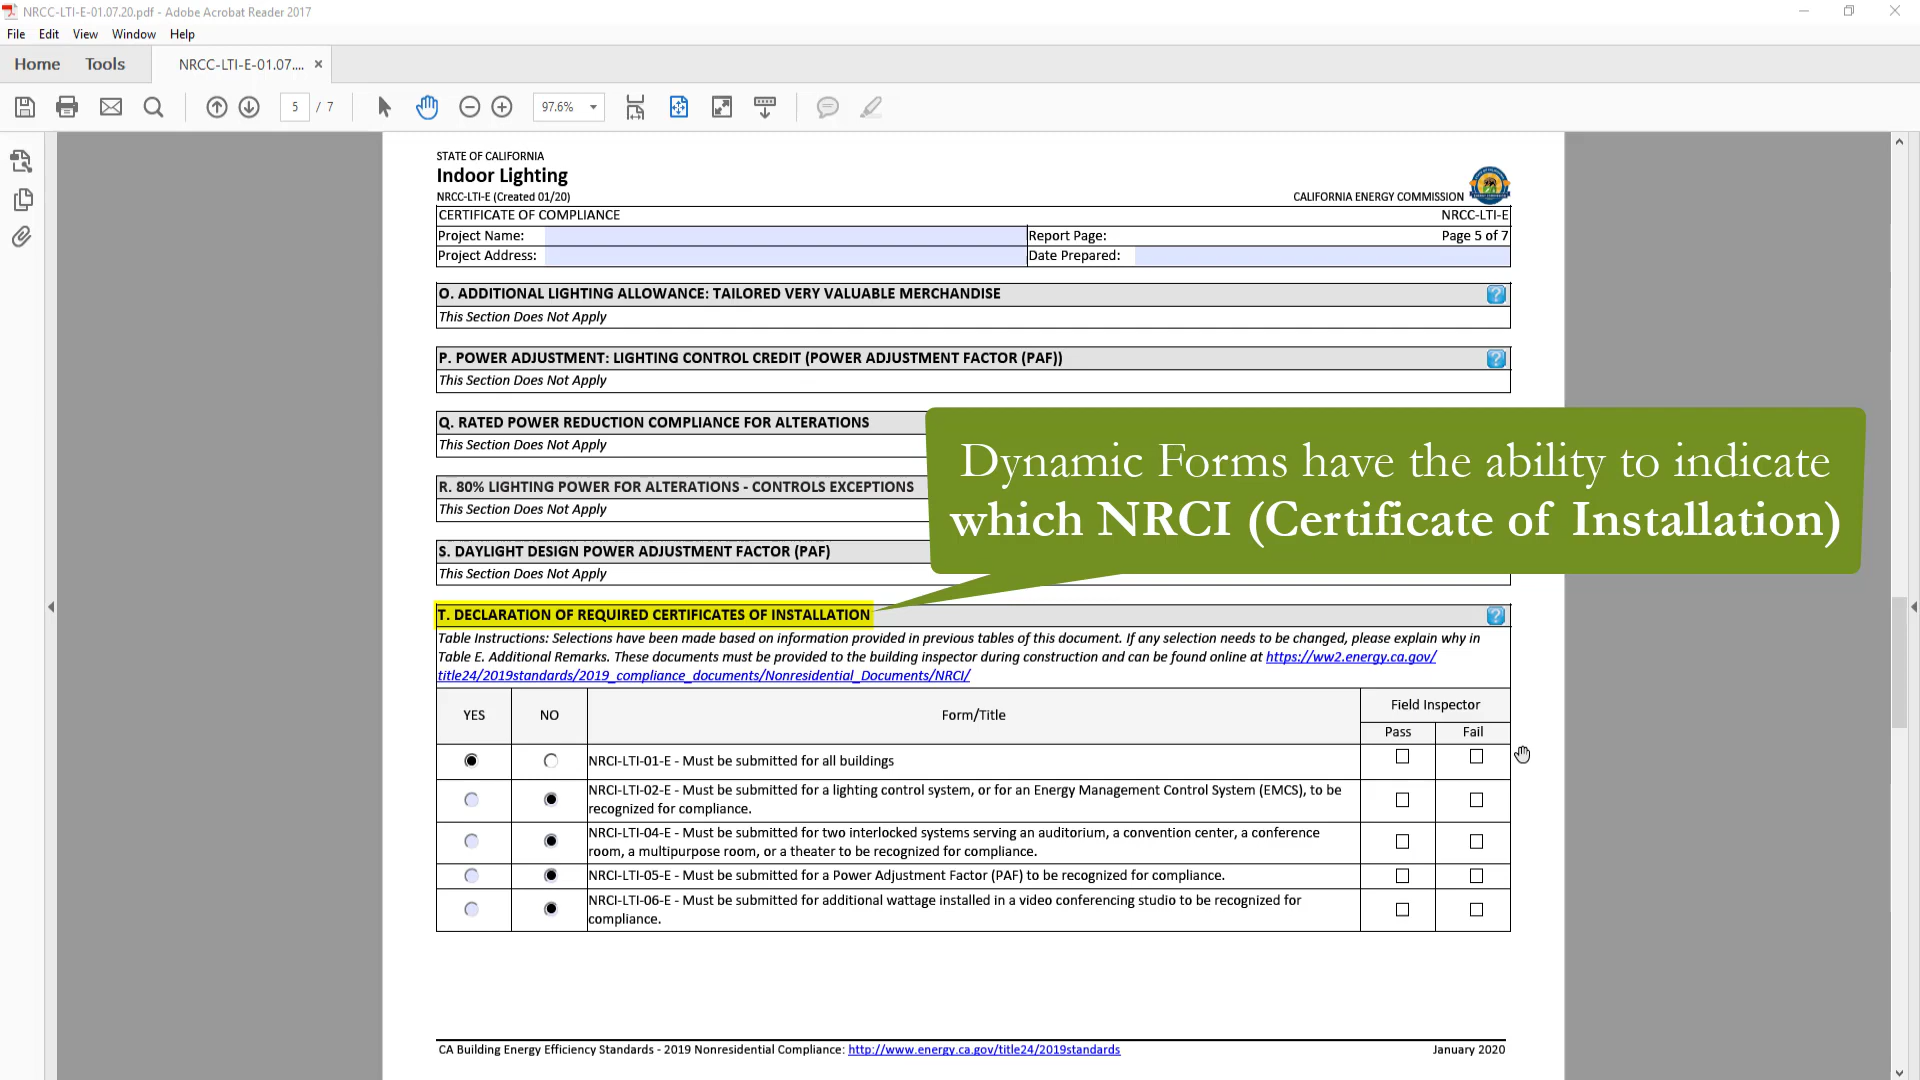 NRCC-LTI-E-01.07.20.pdf - Adobe Acrobat Reader 2017
File Edit View Window Help
Home Tools NRCC-LTI-E-01.07.... ×
5 / 7 97.6%
STATE OF CALIFORNIA
Indoor Lighting
NRCC-LTI-E (Created 01/20) CALIFORNIA ENERGY COMMISSION
CERTIFICATE OF COMPLIANCE NRCC-LTI-E
Project Name: Report Page: Page 5 of 7
Project Address: Date Prepared:
O. ADDITIONAL LIGHTING ALLOWANCE: TAILORED VERY VALUABLE MERCHANDISE ?
This Section Does Not Apply
P. POWER ADJUSTMENT: LIGHTING CONTROL CREDIT (POWER ADJUSTMENT FACTOR (PAF)) ?
This Section Does Not Apply
Q. RATED POWER REDUCTION COMPLIANCE FOR ALTERATIONS
This Section Does Not Apply
R. 80% LIGHTING POWER FOR ALTERATIONS - CONTROLS EXCEPTIONS
This Section Does Not Apply
S. DAYLIGHT DESIGN POWER ADJUSTMENT FACTOR (PAF)
This Section Does Not Apply
Dynamic Forms have the ability to indicate
which NRCI (Certificate of Installation)
T. DECLARATION OF REQUIRED CERTIFICATES OF INSTALLATION ?
Table Instructions: Selections have been made based on information provided in previous tables of this document. If any selection needs to be changed, please explain why in
Table E. Additional Remarks. These documents must be provided to the building inspector during construction and can be found online at https://ww2.energy.ca.gov/
title24/2019standards/2019_compliance_documents/Nonresidential_Documents/NRCI/
YES NO Form/Title Field Inspector
Pass Fail
NRCI-LTI-01-E - Must be submitted for all buildings
NRCI-LTI-02-E - Must be submitted for a lighting control system, or for an Energy Management Control System (EMCS), to be
recognized for compliance.
NRCI-LTI-04-E - Must be submitted for two interlocked systems serving an auditorium, a convention center, a conference
room, a multipurpose room, or a theater to be recognized for compliance.
NRCI-LTI-05-E - Must be submitted for a Power Adjustment Factor (PAF) to be recognized for compliance.
NRCI-LTI-06-E - Must be submitted for additional wattage installed in a video conferencing studio to be recognized for
compliance.
CA Building Energy Efficiency Standards - 2019 Nonresidential Compliance: http://www.energy.ca.gov/title24/2019standards January 2020